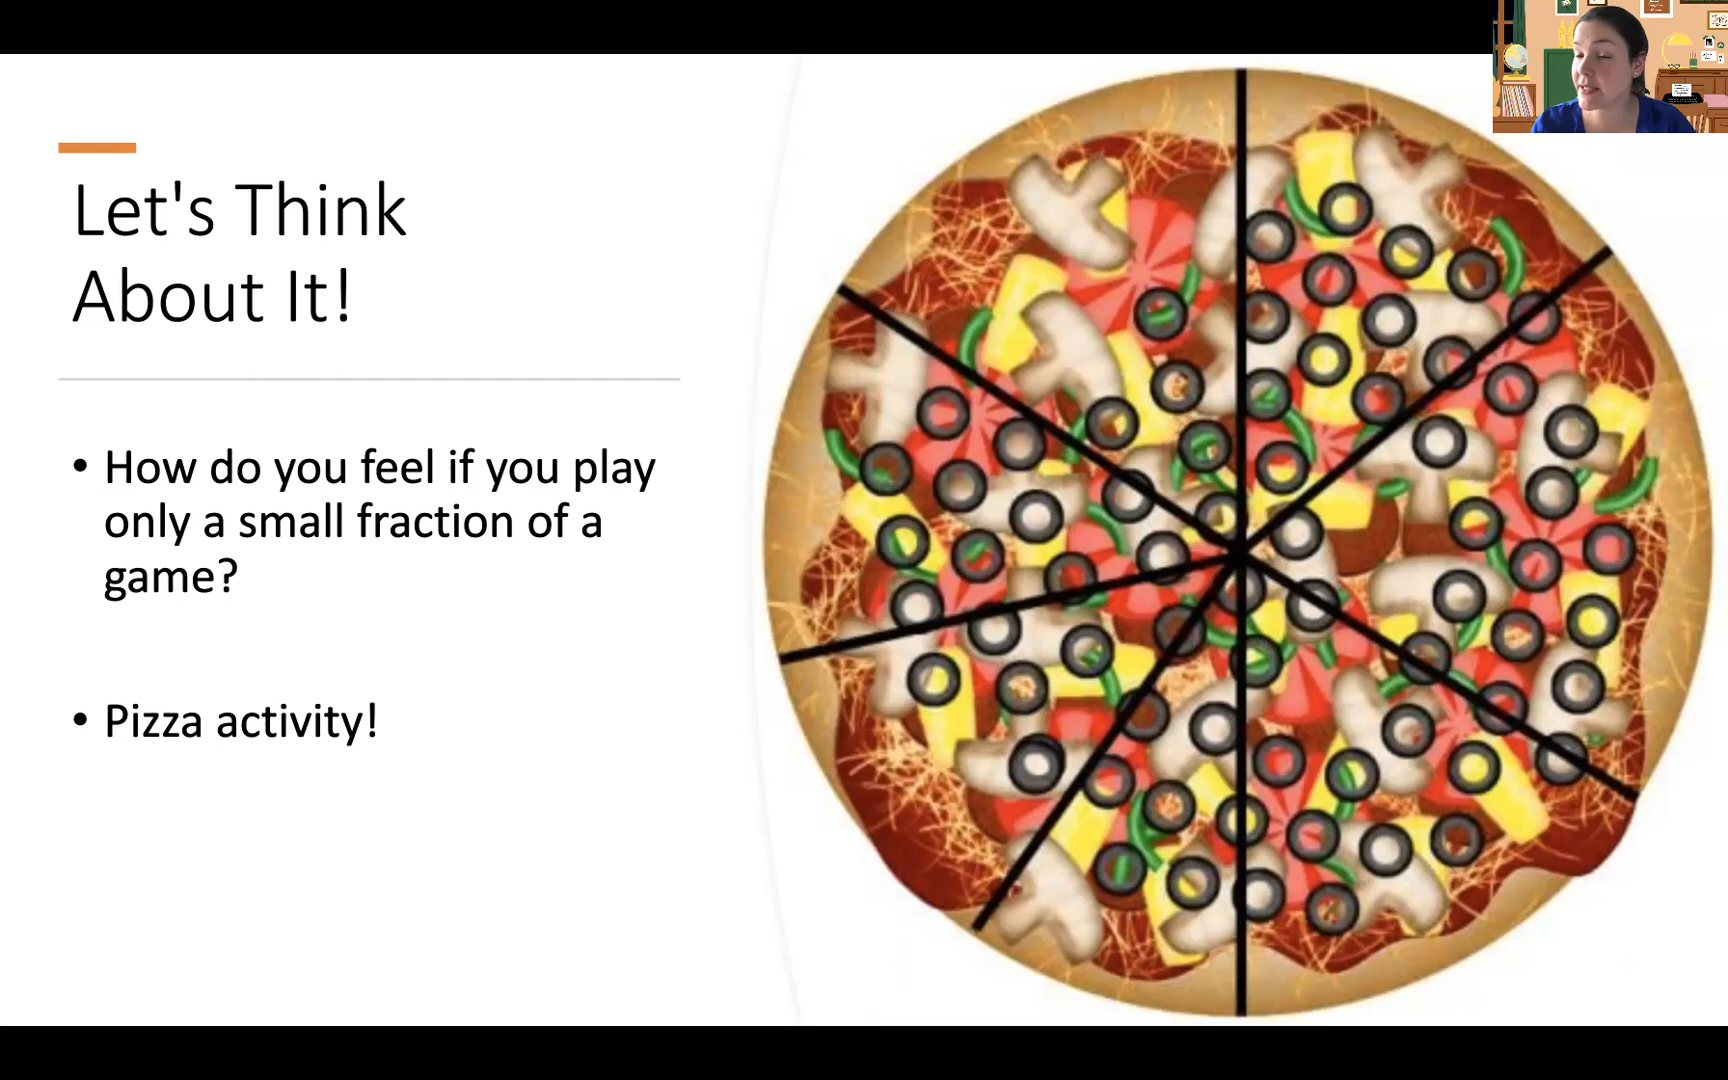 Let's Think
About It!
• How do you feel if you play
only a small fraction of a
game?
• Pizza activity!